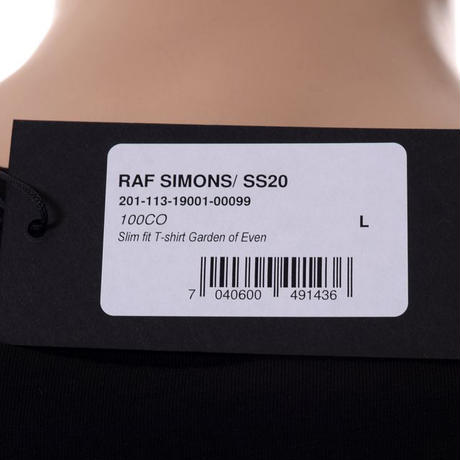 RAF SIMONS/ SS20
201-113-19001-00099
100CO L
Slim fit T-shirt Garden of Even
7 040600 491436